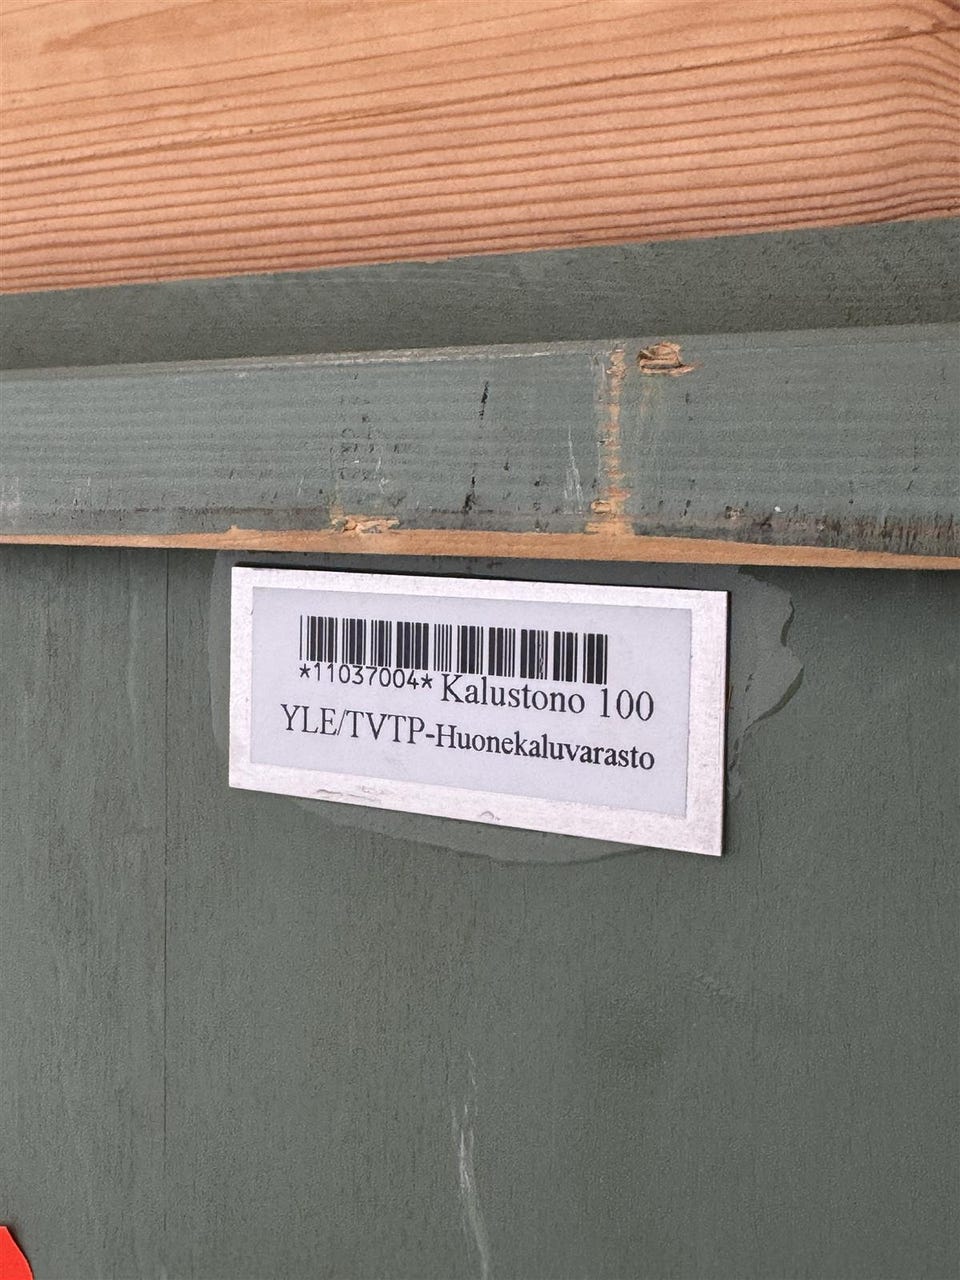 *11037004* Kalustono 100
YLE/TVTP-Huonekaluvarasto